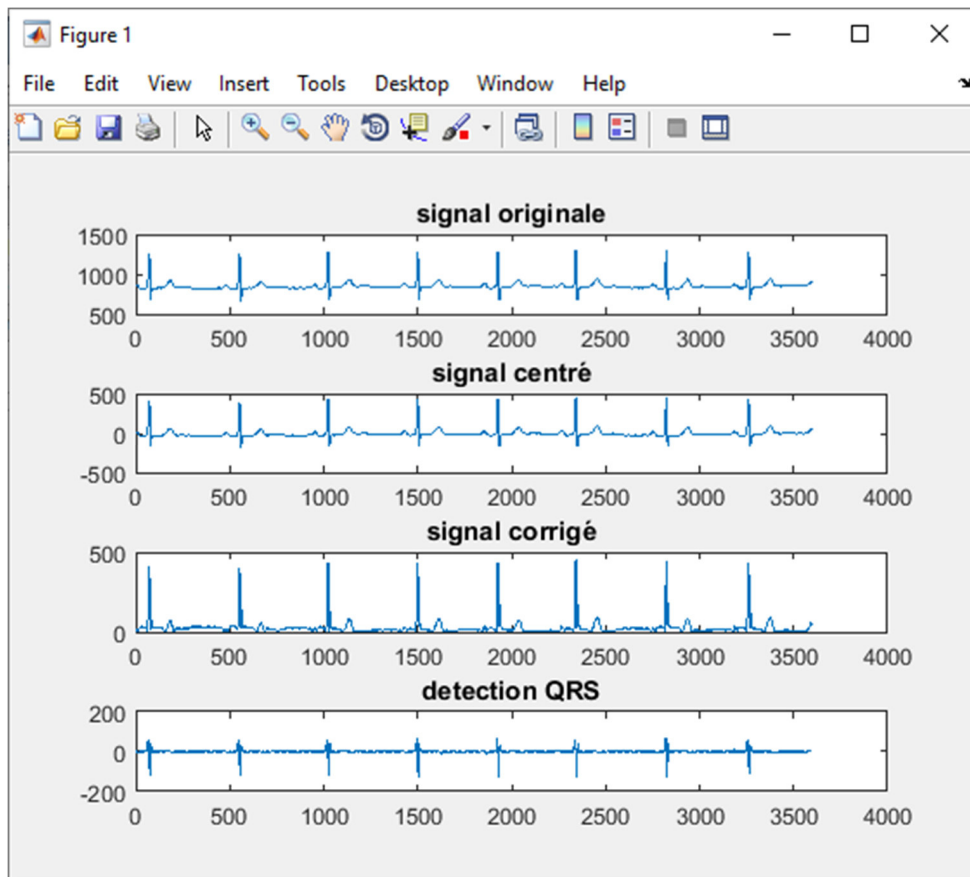 Figure 1
File Edit View Insert Tools Desktop Window Help
signal originale
1500
1000
500
0 500 1000 1500 2000 2500 3000 3500 4000
signal centré
500
0
-500
0 500 1000 1500 2000 2500 3000 3500 4000
signal corrigé
500
0
0 500 1000 1500 2000 2500 3000 3500 4000
detection QRS
200
0
-200
0 500 1000 1500 2000 2500 3000 3500 4000